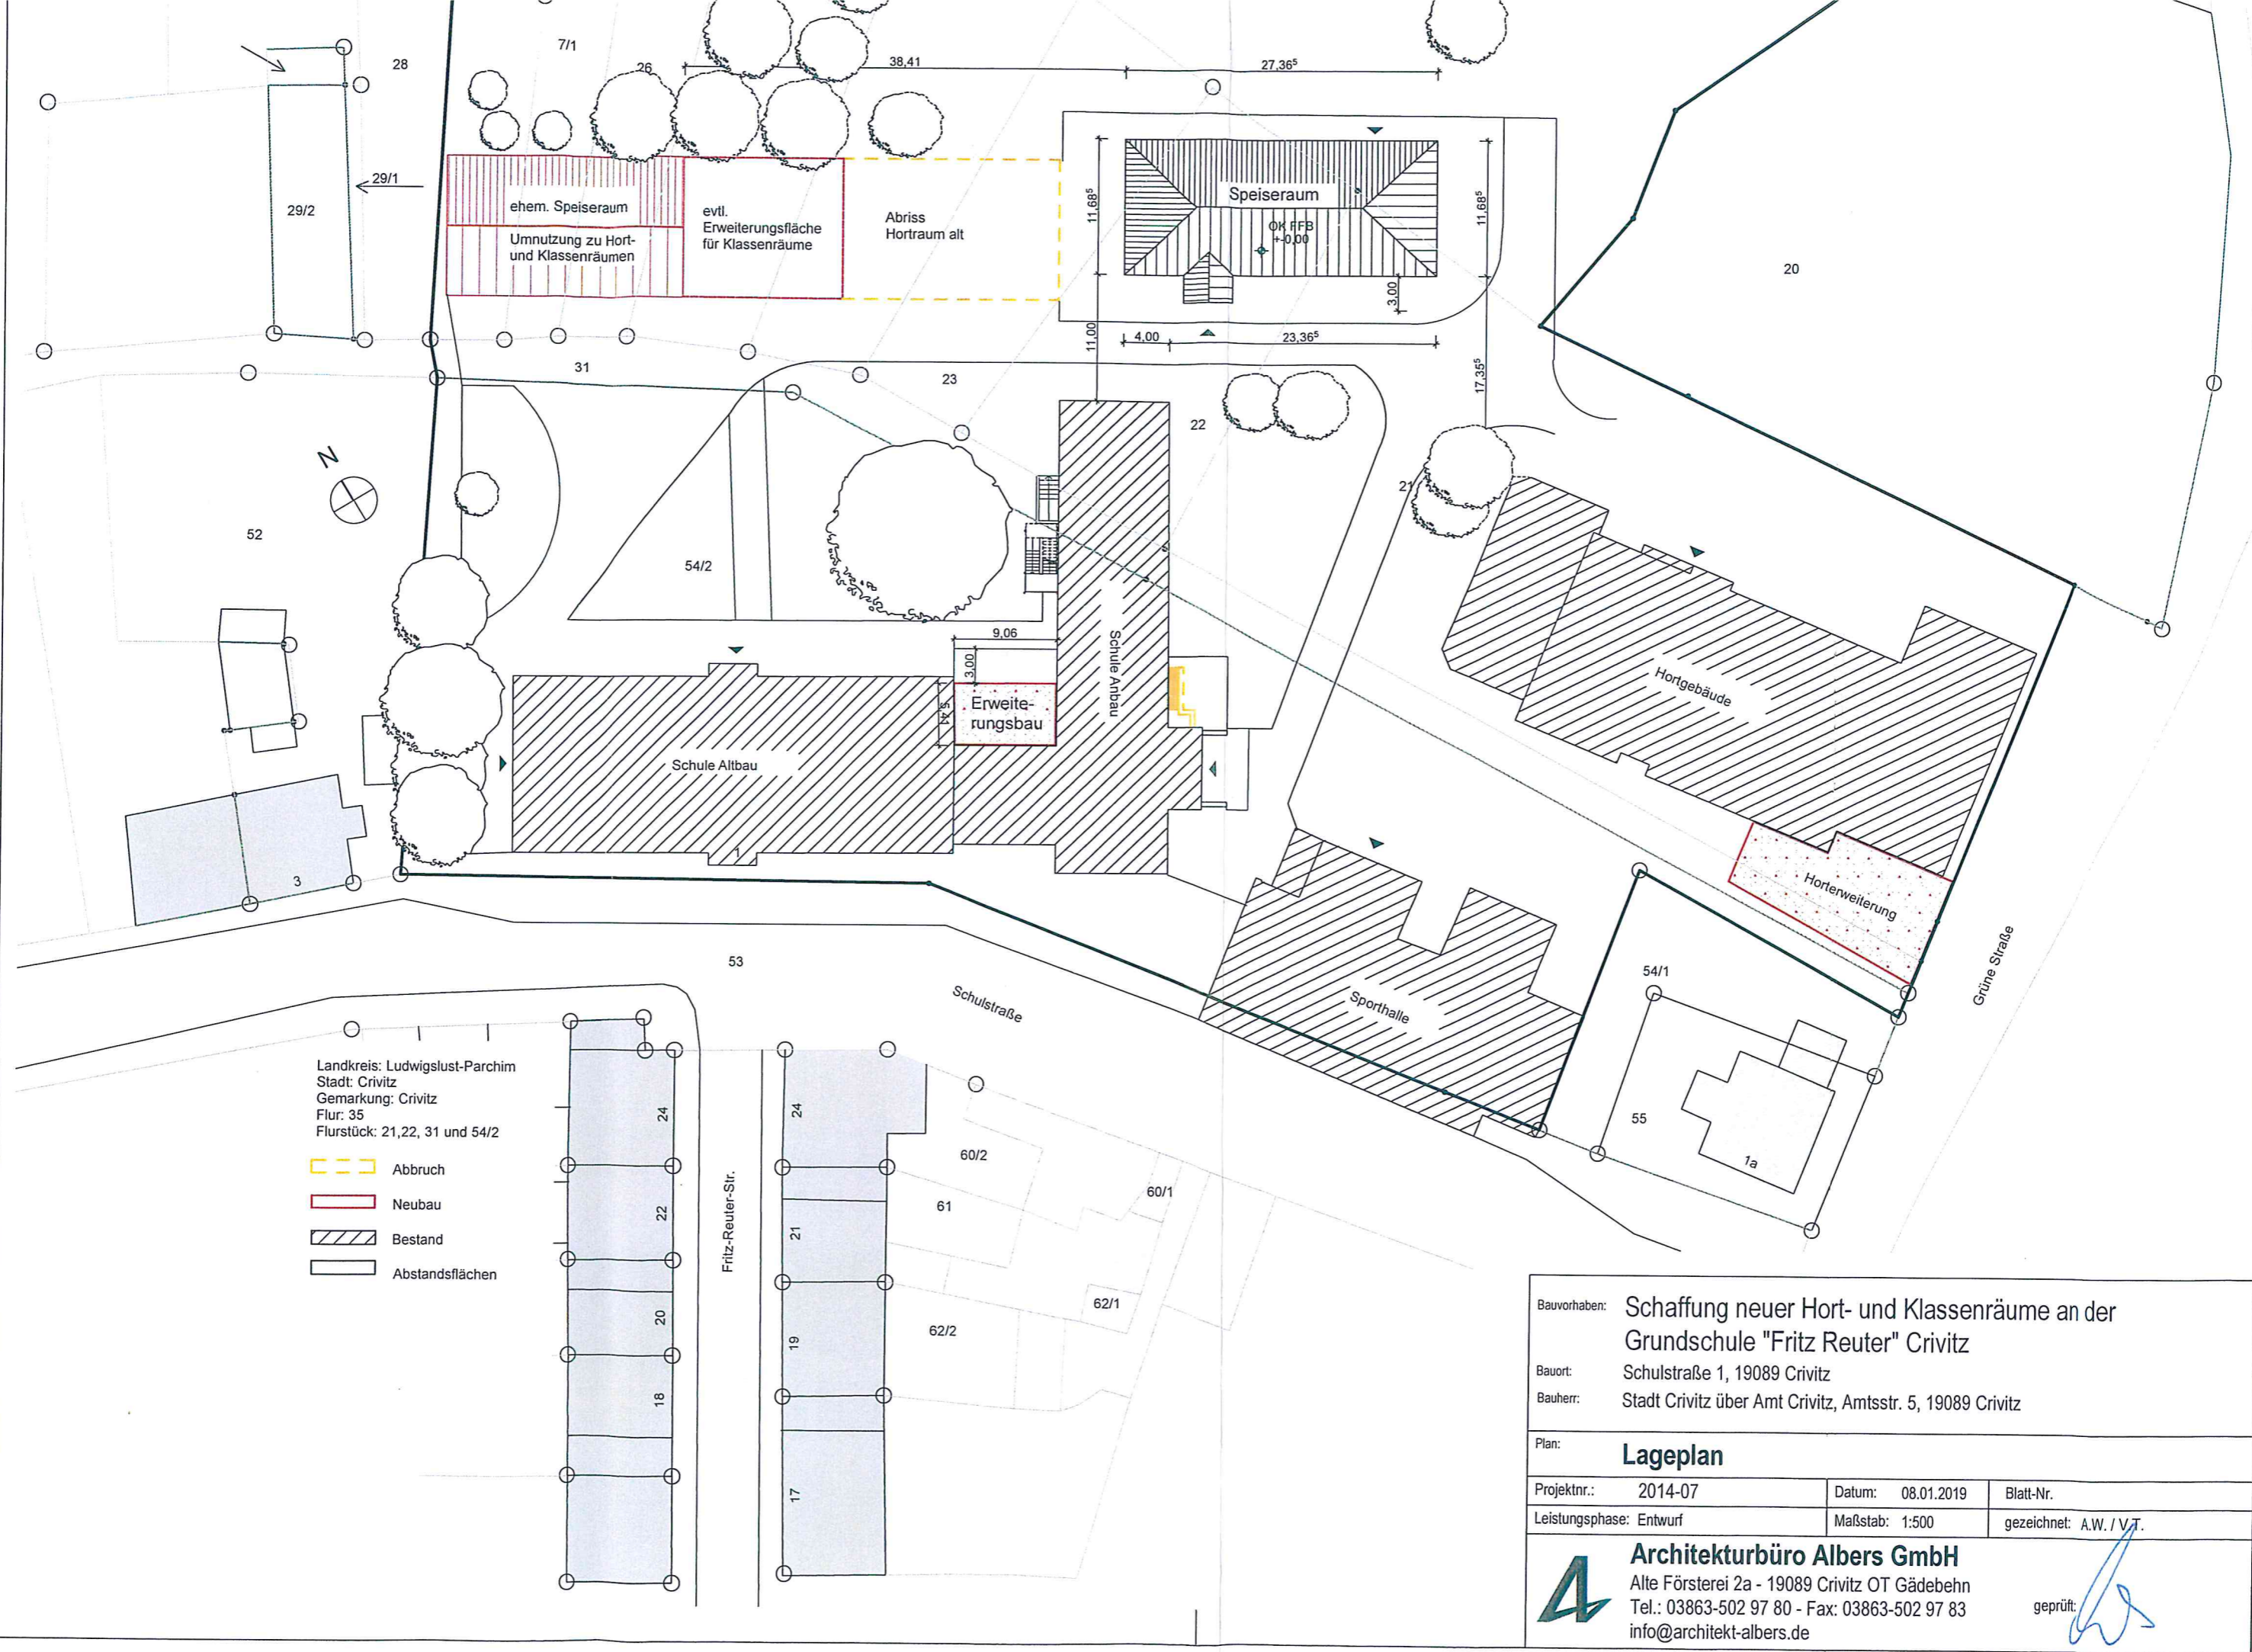 7/1
28
26
38,41
27,36⁵
29/1
29/2
ehem. Speiseraum
Umnutzung zu Hort-
und Klassenräumen
evtl.
Erweiterungsfläche
für Klassenräume
Abriss
Hortraum alt
11,68⁵
Speiseraum
OK FFB
+-0,00
11,68⁵
3,00
20
11,00
4,00
23,36⁵
17,35⁵
31
23
22
21
N
52
54/2
9,06
3,00
5,41
Erweite-
rungsbau
Schule Anbau
Schule Altbau
1
Hortgebäude
Horterweiterung
3
53
Schulstraße
Sporthalle
54/1
Grüne Straße
55
1a
Landkreis: Ludwigslust-Parchim
Stadt: Crivitz
Gemarkung: Crivitz
Flur: 35
Flurstück: 21,22, 31 und 54/2
Abbruch
Neubau
Bestand
Abstandsflächen
24
22
20
18
Fritz-Reuter-Str.
24
21
19
17
60/2
61
60/1
62/1
62/2
Bauvorhaben: Schaffung neuer Hort- und Klassenräume an der
Grundschule "Fritz Reuter" Crivitz
Bauort: Schulstraße 1, 19089 Crivitz
Bauherr: Stadt Crivitz über Amt Crivitz, Amtsstr. 5, 19089 Crivitz
Plan: Lageplan
Projektnr.: 2014-07 Datum: 08.01.2019 Blatt-Nr.
Leistungsphase: Entwurf Maßstab: 1:500 gezeichnet: A.W. / V.T.
Architekturbüro Albers GmbH
Alte Försterei 2a - 19089 Crivitz OT Gädebehn
Tel.: 03863-502 97 80 - Fax: 03863-502 97 83
info@architekt-albers.de
geprüft: